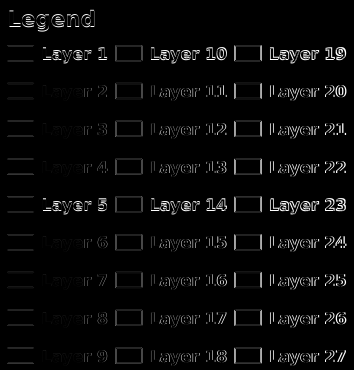 Legend
Layer 1 Layer 10 Layer 19
Layer 2 Layer 11 Layer 20
Layer 3 Layer 12 Layer 21
Layer 4 Layer 13 Layer 22
Layer 5 Layer 14 Layer 23
Layer 6 Layer 15 Layer 24
Layer 7 Layer 16 Layer 25
Layer 8 Layer 17 Layer 26
Layer 9 Layer 18 Layer 27